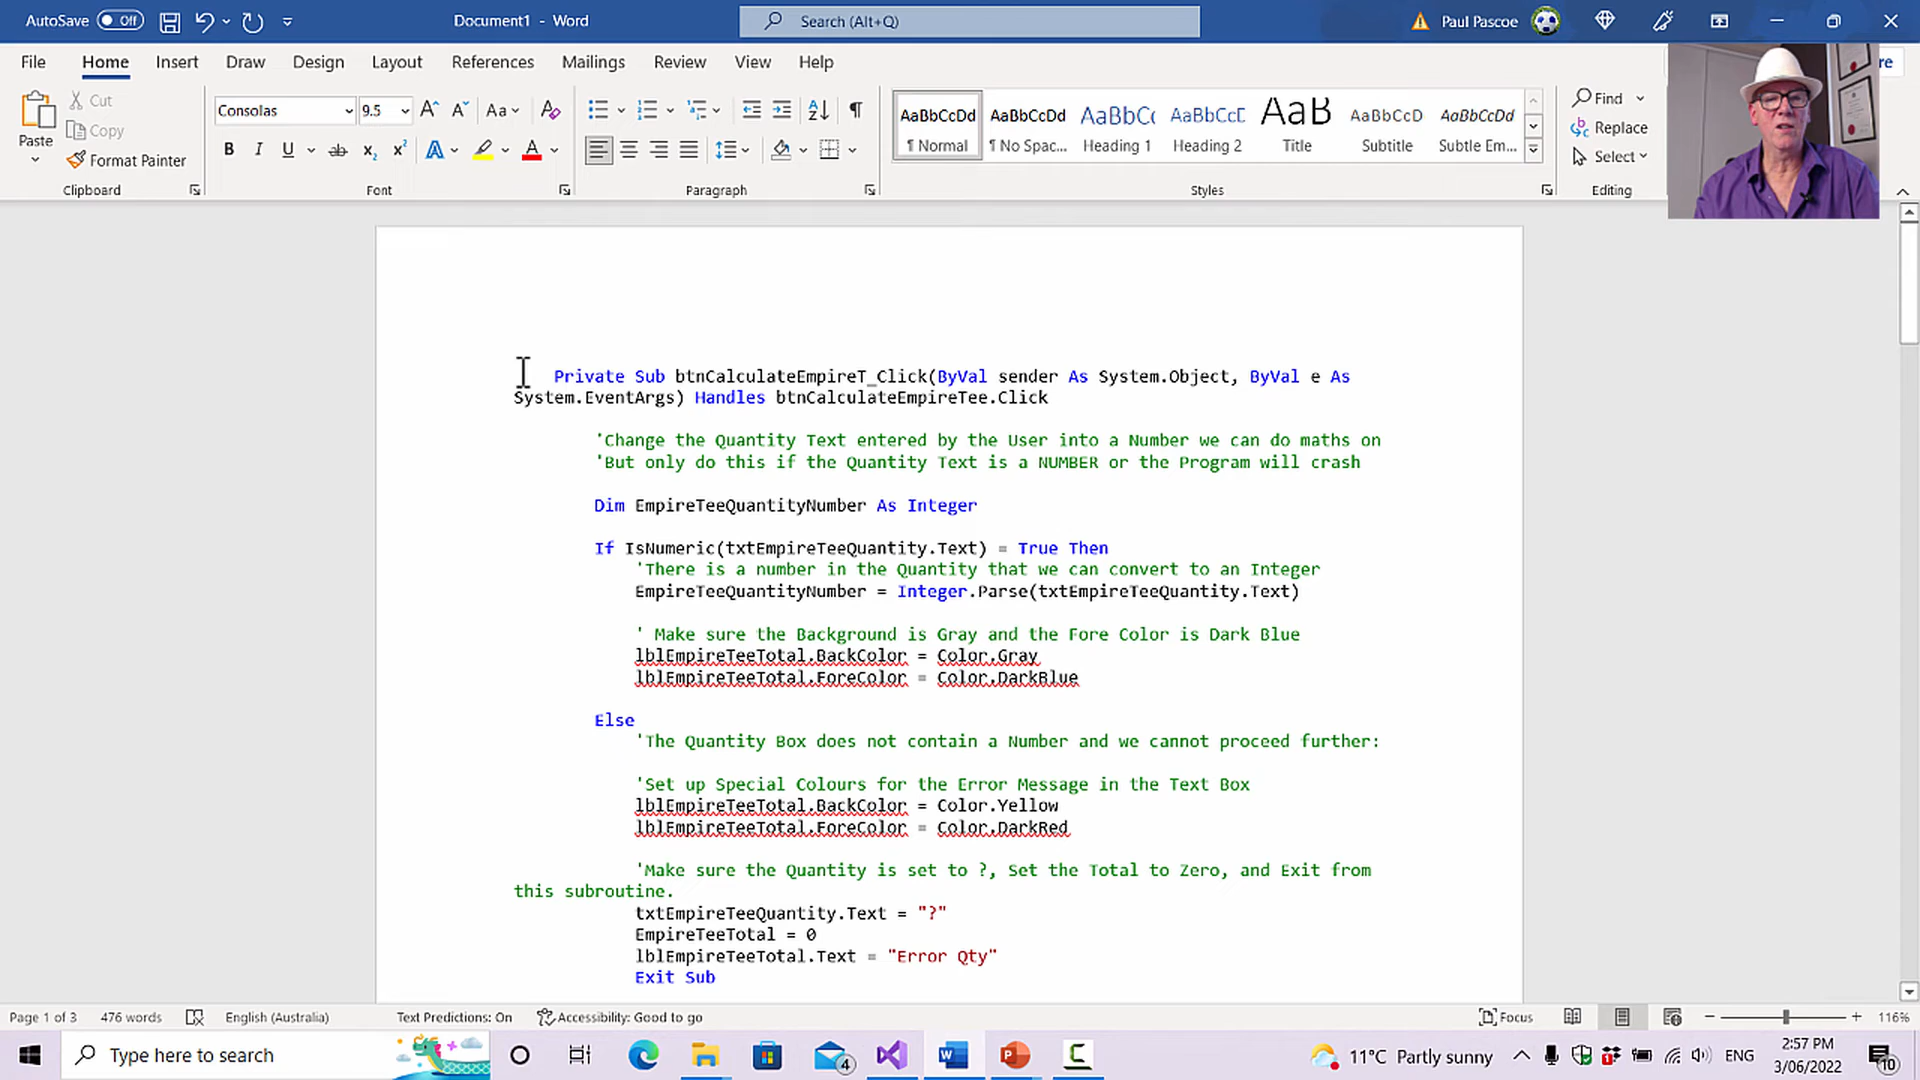 AutoSave Off Document1 - Word Search (Alt+Q) Paul Pascoe
File Home Insert Draw Design Layout References Mailings Review View Help re
Paste Cut Copy Format Painter
Consolas 9.5 Aa
B I U ab x₂ x² A A
AaBbCcDd AaBbCcDd AaBbCc AaBbCcE AaB AaBbCcD AaBbCcDd
¶ Normal ¶ No Spac... Heading 1 Heading 2 Title Subtitle Subtle Em...
Find
Replace
Select
Clipboard Font Paragraph Styles Editing
Private Sub btnCalculateEmpireT_Click(ByVal sender As System.Object, ByVal e As
System.EventArgs) Handles btnCalculateEmpireTee.Click
'Change the Quantity Text entered by the User into a Number we can do maths on
'But only do this if the Quantity Text is a NUMBER or the Program will crash
Dim EmpireTeeQuantityNumber As Integer
If IsNumeric(txtEmpireTeeQuantity.Text) = True Then
'There is a number in the Quantity that we can convert to an Integer
EmpireTeeQuantityNumber = Integer.Parse(txtEmpireTeeQuantity.Text)
' Make sure the Background is Gray and the Fore Color is Dark Blue
lblEmpireTeeTotal.BackColor = Color.Gray
lblEmpireTeeTotal.ForeColor = Color.DarkBlue
Else
'The Quantity Box does not contain a Number and we cannot proceed further:
'Set up Special Colours for the Error Message in the Text Box
lblEmpireTeeTotal.BackColor = Color.Yellow
lblEmpireTeeTotal.ForeColor = Color.DarkRed
'Make sure the Quantity is set to ?, Set the Total to Zero, and Exit from
this subroutine.
txtEmpireTeeQuantity.Text = "?"
EmpireTeeTotal = 0
lblEmpireTeeTotal.Text = "Error Qty"
Exit Sub
Page 1 of 3 476 words English (Australia) Text Predictions: On Accessibility: Good to go Focus 116%
Type here to search 4 11°C Partly sunny ENG 2:57 PM
3/06/2022 10